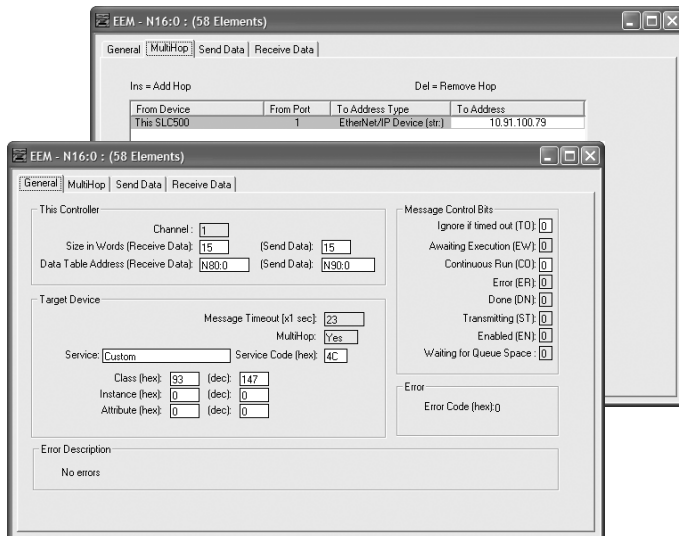 EEM - N16:0 : (58 Elements)
General MultiHop Send Data Receive Data
Ins = Add Hop Del = Remove Hop
From Device From Port To Address Type To Address
This SLC500 1 EtherNet/IP Device (str.) 10.91.100.79
EEM - N16:0 : (58 Elements)
General MultiHop Send Data Receive Data
This Controller
Channel: 1
Size in Words (Receive Data): 15 (Send Data): 15
Data Table Address (Receive Data): N80:0 (Send Data): N90:0
Target Device
Message Timeout [x1 sec]: 23
MultiHop: Yes
Service: Custom Service Code (hex): 4C
Class (hex): 93 (dec): 147
Instance (hex): 0 (dec): 0
Attribute (hex): 0 (dec): 0
Message Control Bits
Ignore if timed out (TO): 0
Awaiting Execution (EW): 0
Continuous Run (CO): 0
Error (ER): 0
Done (DN): 0
Transmitting (ST): 0
Enabled (EN): 0
Waiting for Queue Space : 0
Error
Error Code (hex):0
Error Description
No errors